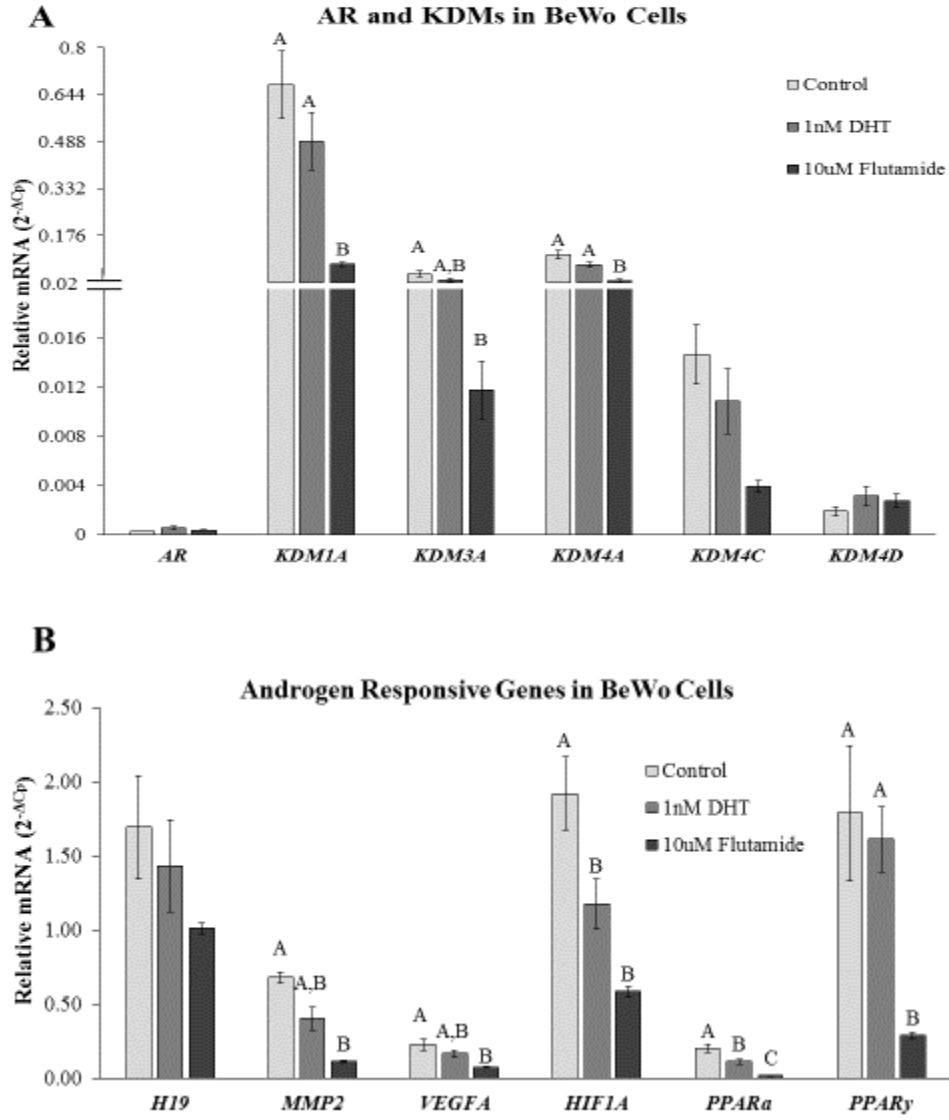 A
AR and KDMs in BeWo Cells
Relative mRNA (2-ΔCp)
0.8
0.644
0.488
0.332
0.176
0.02
0.016
0.012
0.008
0.004
0
Control
1nM DHT
10uM Flutamide
A A B
A A,B B
A A B
AR KDM1A KDM3A KDM4A KDM4C KDM4D
B
Androgen Responsive Genes in BeWo Cells
Relative mRNA (2-ΔCp)
2.50
2.00
1.50
1.00
0.50
0.00
Control
1nM DHT
10uM Flutamide
A A,B B
A A,B B
A B B
A B C
A A B
H19 MMP2 VEGFA HIF1A PPARa PPARy